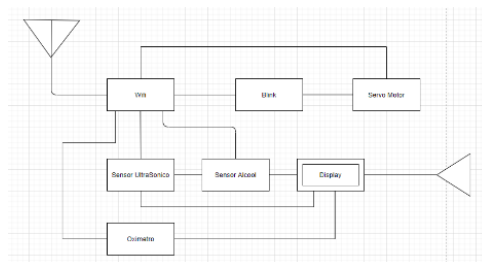 Wifi
Blink
Servo Motor
Sensor UltraSonico
Sensor Alcool
Display
Oximetro